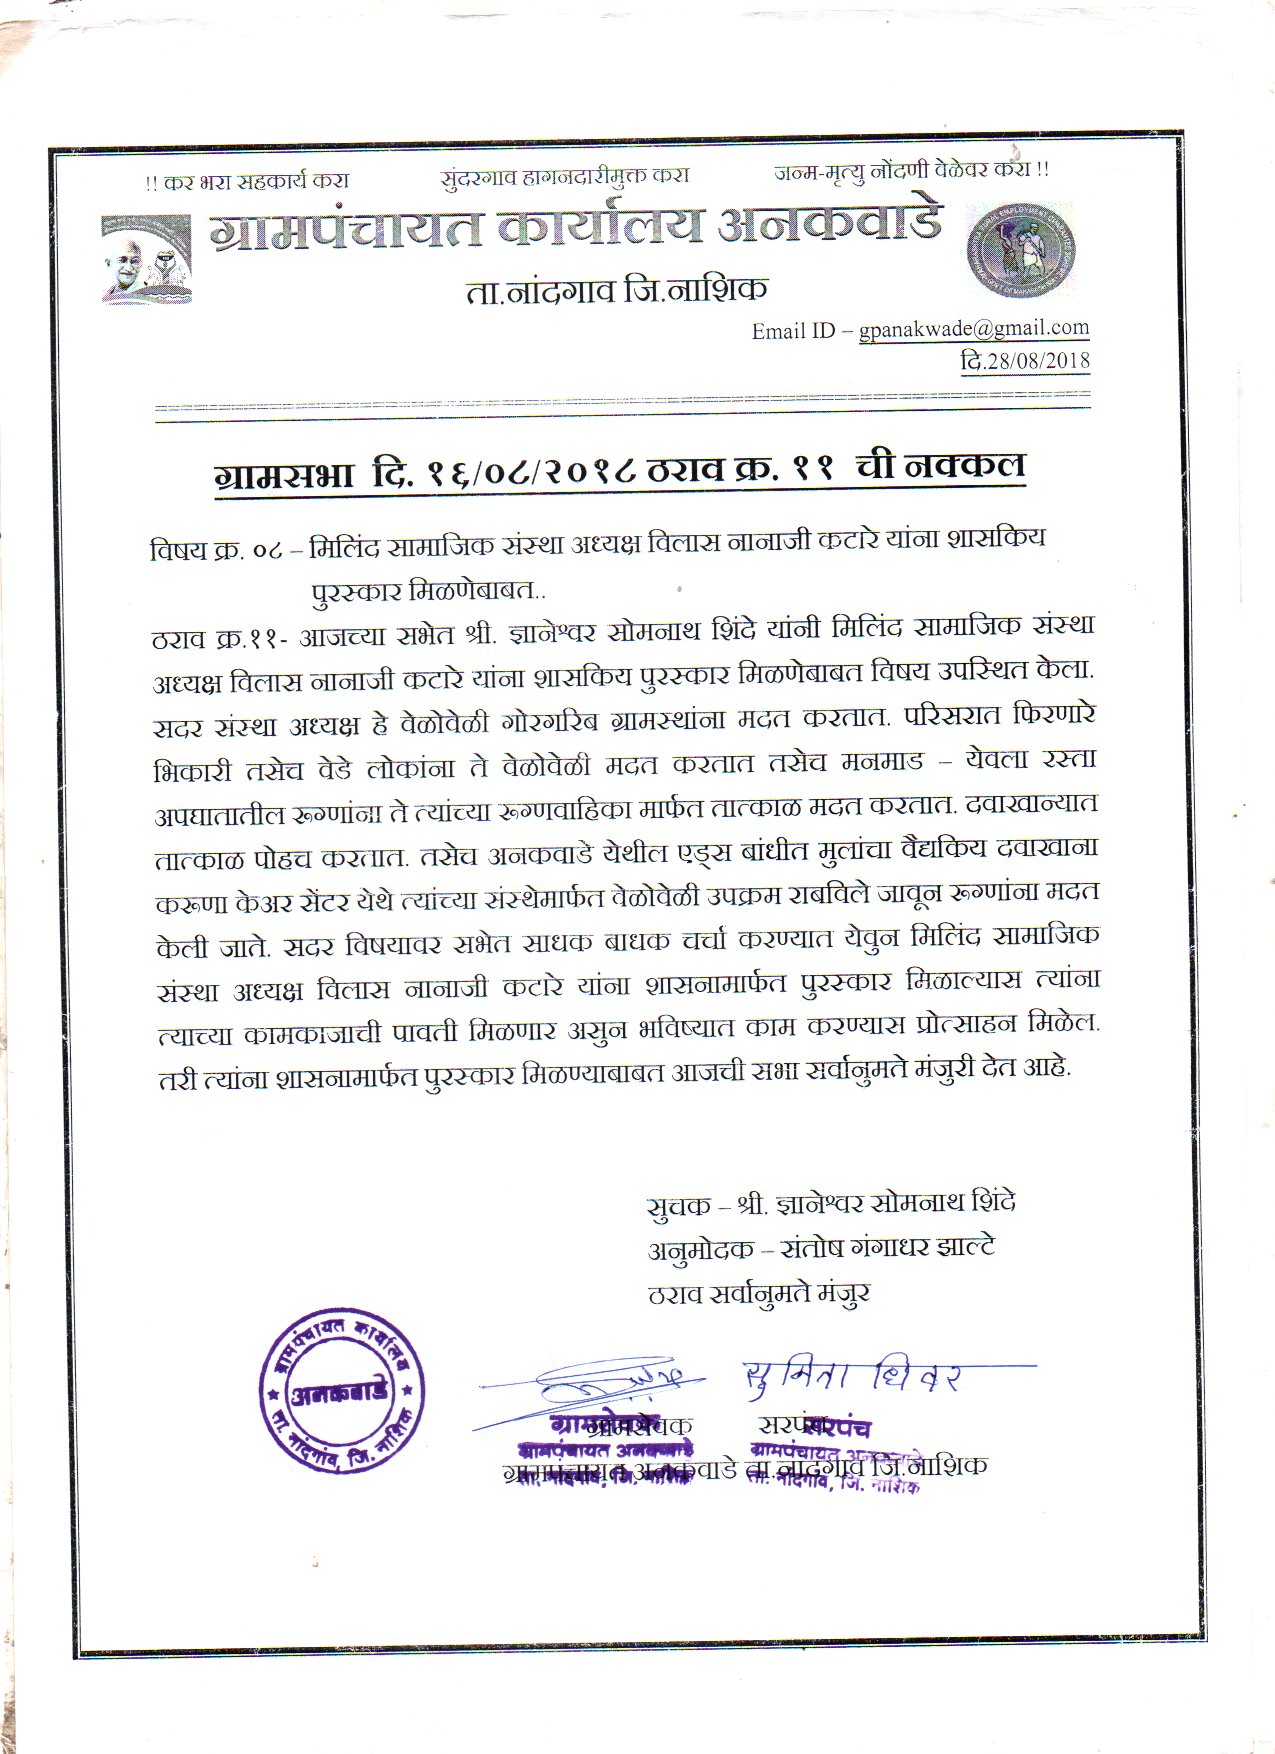 !! कर भरा सहकार्य करा सुंदरगाव हागनदारीमुक्त करा जन्म-मृत्यु नोंदणी वेळेवर करा !!
ग्रामपंचायत कार्यालय अनकवाडे
ता.नांदगाव जि.नाशिक
Email ID – gpanakwade@gmail.com
दि.28/08/2018
ग्रामसभा दि. १६/०८/२०१८ ठराव क्र. ११ ची नक्कल
विषय क्र. ०८ – मिलिंद सामाजिक संस्था अध्यक्ष विलास नानाजी कटारे यांना शासकिय
पुरस्कार मिळणेबाबत..
ठराव क्र.११- आजच्या सभेत श्री. ज्ञानेश्वर सोमनाथ शिंदे यांनी मिलिंद सामाजिक संस्था
अध्यक्ष विलास नानाजी कटारे यांना शासकिय पुरस्कार मिळणेबाबत विषय उपस्थित केला.
सदर संस्था अध्यक्ष हे वेळोवेळी गोरगरिब ग्रामस्थांना मदत करतात. परिसरात फिरणारे
भिकारी तसेच वेडे लोकांना ते वेळोवेळी मदत करतात तसेच मनमाड – येवला रस्ता
अपघातातील रूग्णांना ते त्यांच्या रूग्णवाहिका मार्फत तात्काळ मदत करतात. दवाखान्यात
तात्काळ पोहच करतात. तसेच अनकवाडे येथील एड्स बांधीत मुलांचा वैद्यकिय दवाखाना
करूणा केअर सेंटर येथे त्यांच्या संस्थेमार्फत वेळोवेळी उपक्रम राबविले जावून रूग्णांना मदत
केली जाते. सदर विषयावर सभेत साधक बाधक चर्चा करण्यात येवुन मिलिंद सामाजिक
संस्था अध्यक्ष विलास नानाजी कटारे यांना शासनामार्फत पुरस्कार मिळाल्यास त्यांना
त्याच्या कामकाजाची पावती मिळणार असुन भविष्यात काम करण्यास प्रोत्साहन मिळेल.
तरी त्यांना शासनामार्फत पुरस्कार मिळण्याबाबत आजची सभा सर्वानुमते मंजुरी देत आहे.
सुचक – श्री. ज्ञानेश्वर सोमनाथ शिंदे
अनुमोदक – संतोष गंगाधर झाल्टे
ठराव सर्वानुमते मंजुर
ग्रामपंचायत कार्यालय
अनकवाडे
ता. नांदगांव, जि. नाशिक
सुनिता धिवर
ग्रामसेवक सरपंच
ग्रामपंचायत अनकवाडे ता.नांदगाव जि.नाशिक
ग्रामसेवक
ग्रामपंचायत अनकवाडे
ता. नांदगांव, जि. नाशिक
सरपंच
ग्रामपंचायत अनकवाडे
ता. नांदगांव, जि. नाशिक